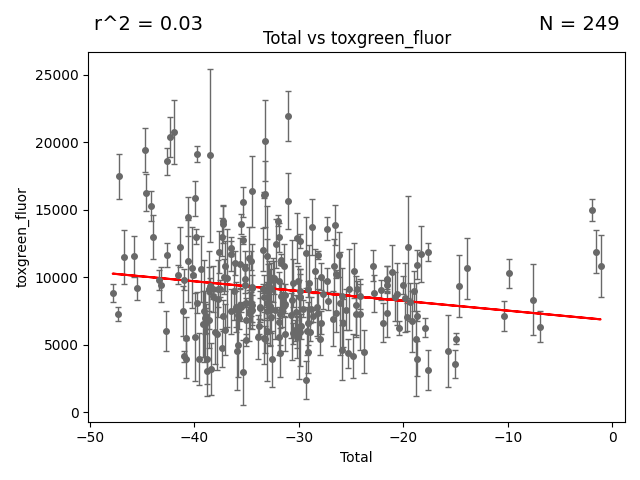 r^2 = 0.03
N = 249
Total vs toxgreen_fluor
25000
20000
15000
10000
5000
0
toxgreen_fluor
−50
−40
−30
−20
−10
0
Total